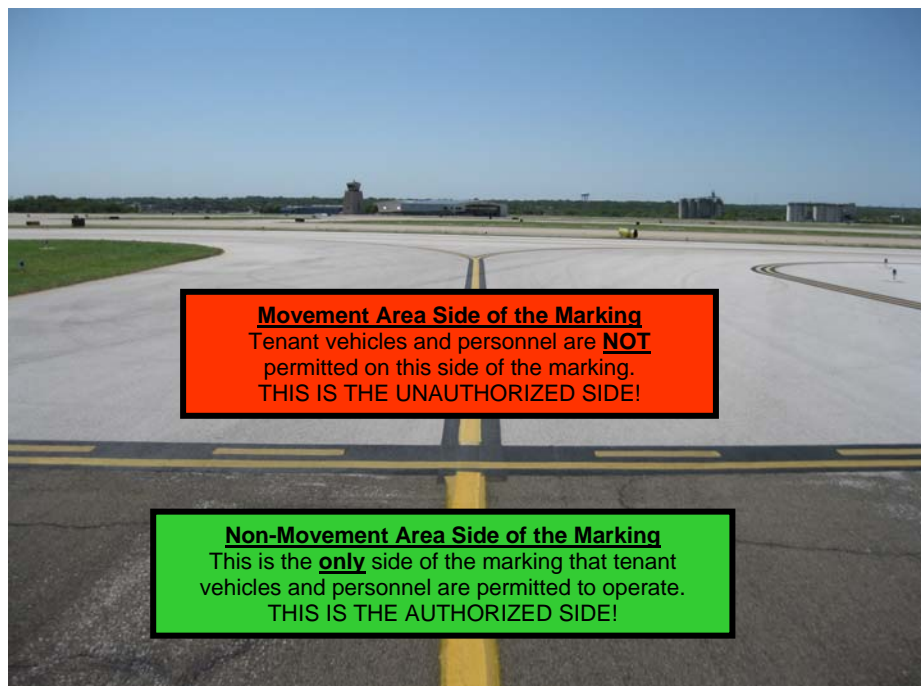 Movement Area Side of the Marking
Tenant vehicles and personnel are NOT
permitted on this side of the marking.
THIS IS THE UNAUTHORIZED SIDE!
Non-Movement Area Side of the Marking
This is the only side of the marking that tenant
vehicles and personnel are permitted to operate.
THIS IS THE AUTHORIZED SIDE!